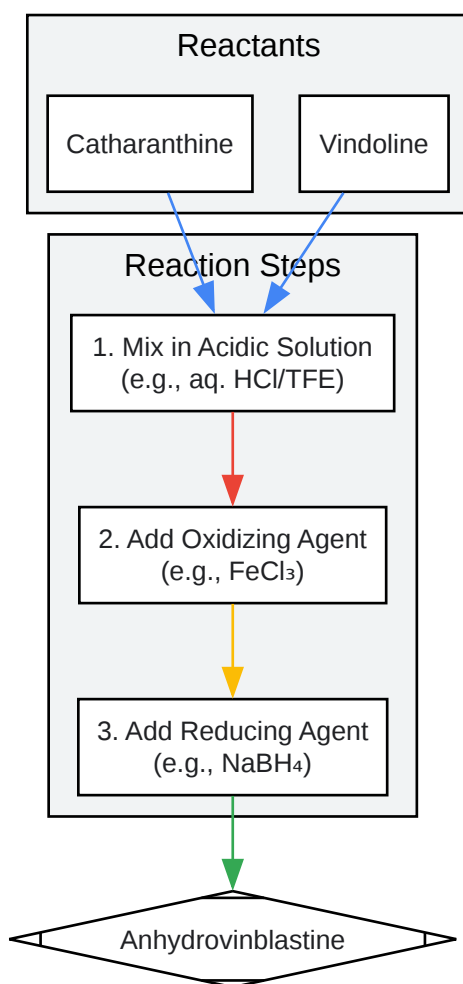 Reactants
Catharanthine
Vindoline
Reaction Steps
1. Mix in Acidic Solution
(e.g., aq. HCl/TFE)
2. Add Oxidizing Agent
(e.g., FeCl₃)
3. Add Reducing Agent
(e.g., NaBH₄)
Anhydrovinblastine